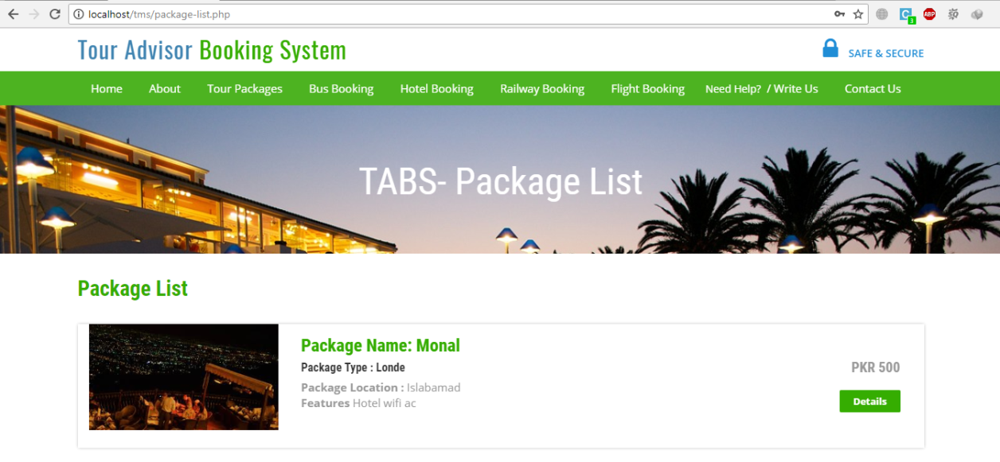 localhost/tms/package-list.php
ABP
3
Tour Advisor Booking System
SAFE & SECURE
Home About Tour Packages Bus Booking Hotel Booking Railway Booking Flight Booking Need Help? / Write Us Contact Us
TABS- Package List
Package List
Package Name: Monal
Package Type : Londe
PKR 500
Package Location : Islabamad
Features Hotel wifi ac
Details